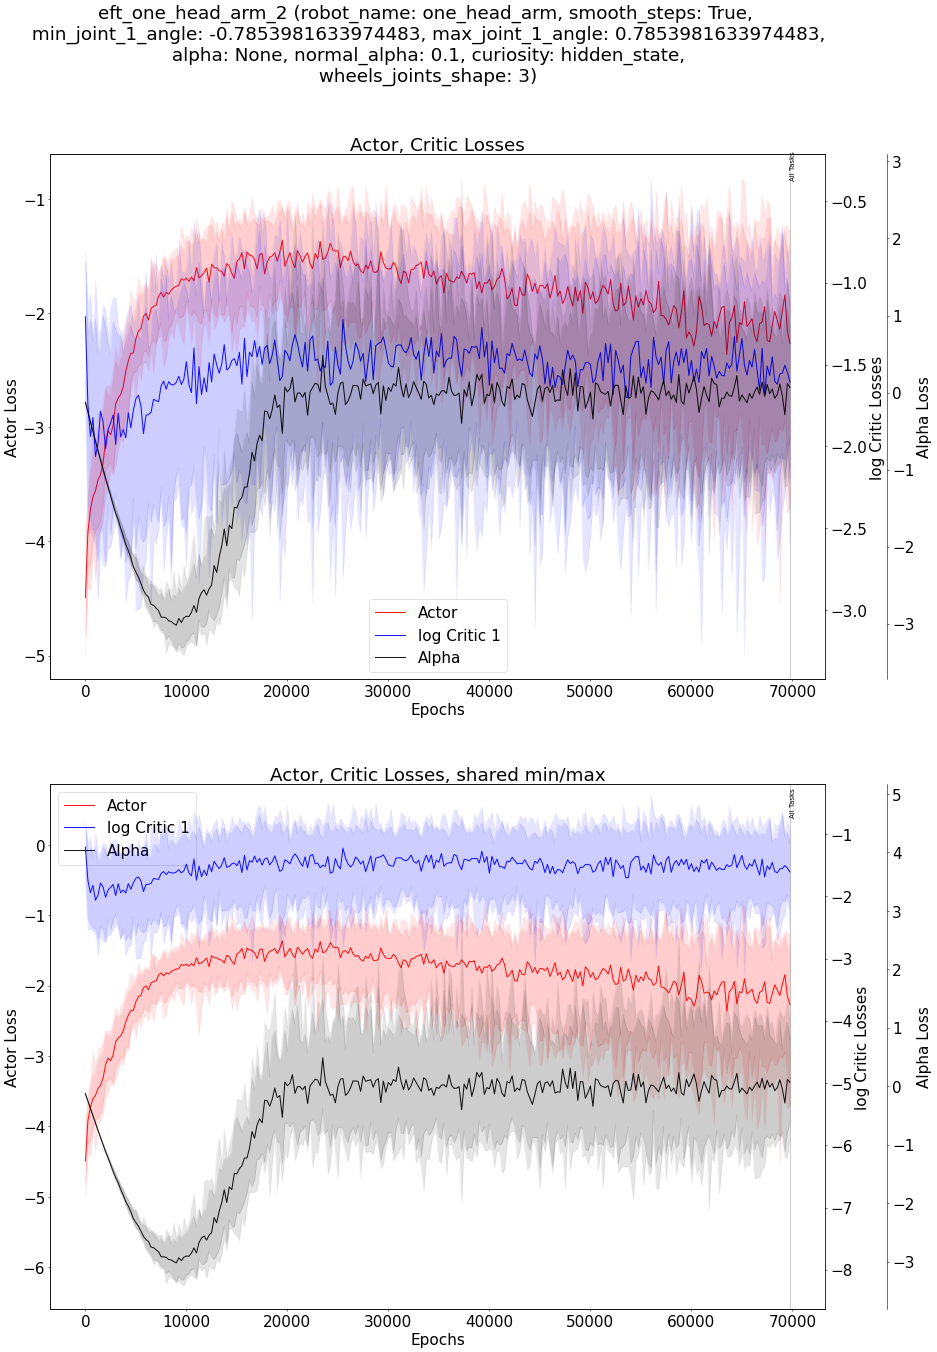 eft_one_head_arm_2 (robot_name: one_head_arm, smooth_steps: True,
min_joint_1_angle: -0.7853981633974483, max_joint_1_angle: 0.7853981633974483,
alpha: None, normal_alpha: 0.1, curiosity: hidden_state,
wheels_joints_shape: 3)
Actor, Critic Losses
All Tasks
Actor Loss
−1
−2
−3
−4
−5
log Critic Losses
−0.5
−1.0
−1.5
−2.0
−2.5
−3.0
Alpha Loss
3
2
1
0
−1
−2
−3
Actor
log Critic 1
Alpha
0 10000 20000 30000 40000 50000 60000 70000
Epochs
Actor, Critic Losses, shared min/max
All Tasks
Actor
log Critic 1
Alpha
Actor Loss
0
−1
−2
−3
−4
−5
−6
log Critic Losses
−1
−2
−3
−4
−5
−6
−7
−8
Alpha Loss
5
4
3
2
1
0
−1
−2
−3
0 10000 20000 30000 40000 50000 60000 70000
Epochs